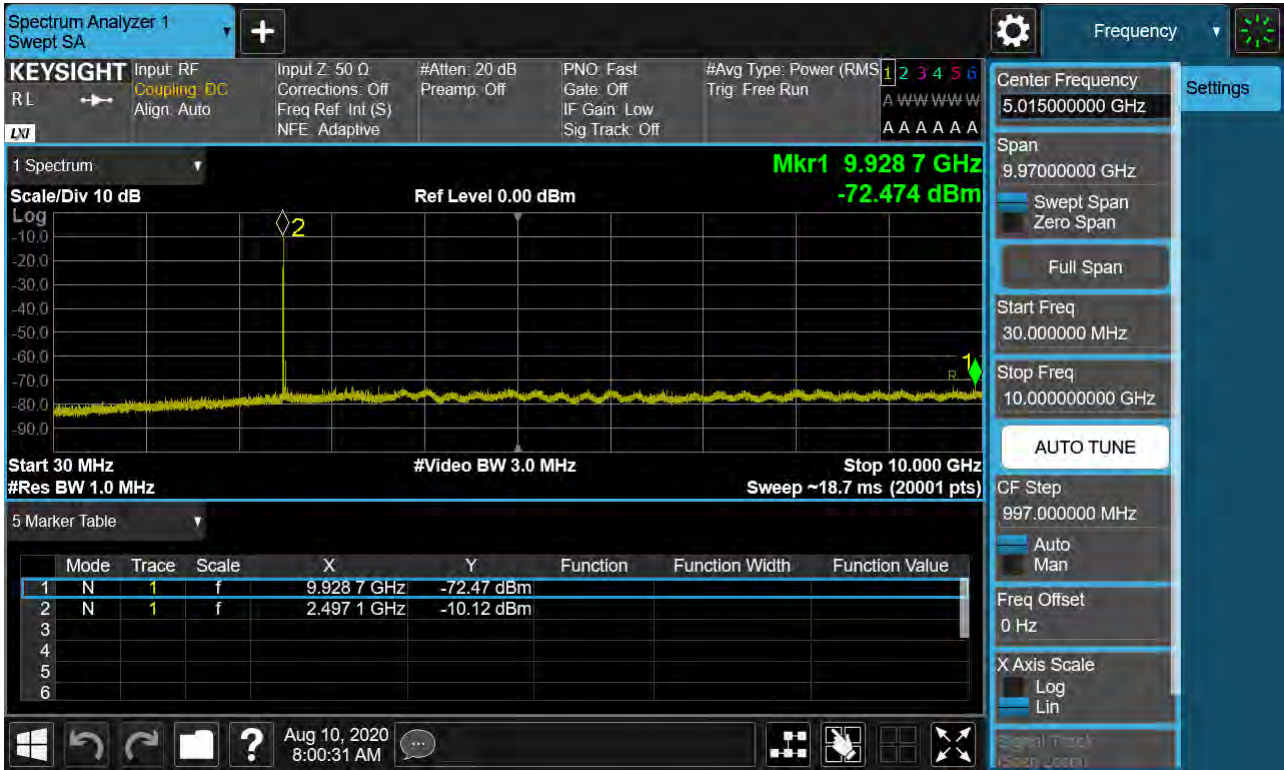 Spectrum Analyzer 1
Swept SA
Frequency
KEYSIGHT
RL
LXI
Input: RF
Coupling: DC
Align: Auto
Input Z: 50 Ω
Corrections: Off
Freq Ref: Int (S)
NFE: Adaptive
#Atten: 20 dB
Preamp: Off
PNO: Fast
Gate: Off
IF Gain: Low
Sig Track: Off
#Avg Type: Power (RMS
Trig: Free Run
1 2 3 4 5 6
A W W W W W
A A A A A A
1 Spectrum
Scale/Div 10 dB
Ref Level 0.00 dBm
Mkr1 9.928 7 GHz
-72.474 dBm
Log
-10.0
-20.0
-30.0
-40.0
-50.0
-60.0
-70.0
-80.0
-90.0
2
1
R
Start 30 MHz
#Video BW 3.0 MHz
Stop 10.000 GHz
#Res BW 1.0 MHz
Sweep ~18.7 ms (20001 pts)
5 Marker Table
Mode Trace Scale X Y Function Function Width Function Value
1 N 1 f 9.928 7 GHz -72.47 dBm
2 N 1 f 2.497 1 GHz -10.12 dBm
3
4
5
6
Aug 10, 2020
8:00:31 AM
Center Frequency
5.015000000 GHz
Settings
Span
9.97000000 GHz
Swept Span
Zero Span
Full Span
Start Freq
30.000000 MHz
Stop Freq
10.000000000 GHz
AUTO TUNE
CF Step
997.000000 MHz
Auto
Man
Freq Offset
0 Hz
X Axis Scale
Log
Lin
Signal Track
(Span Zoom)